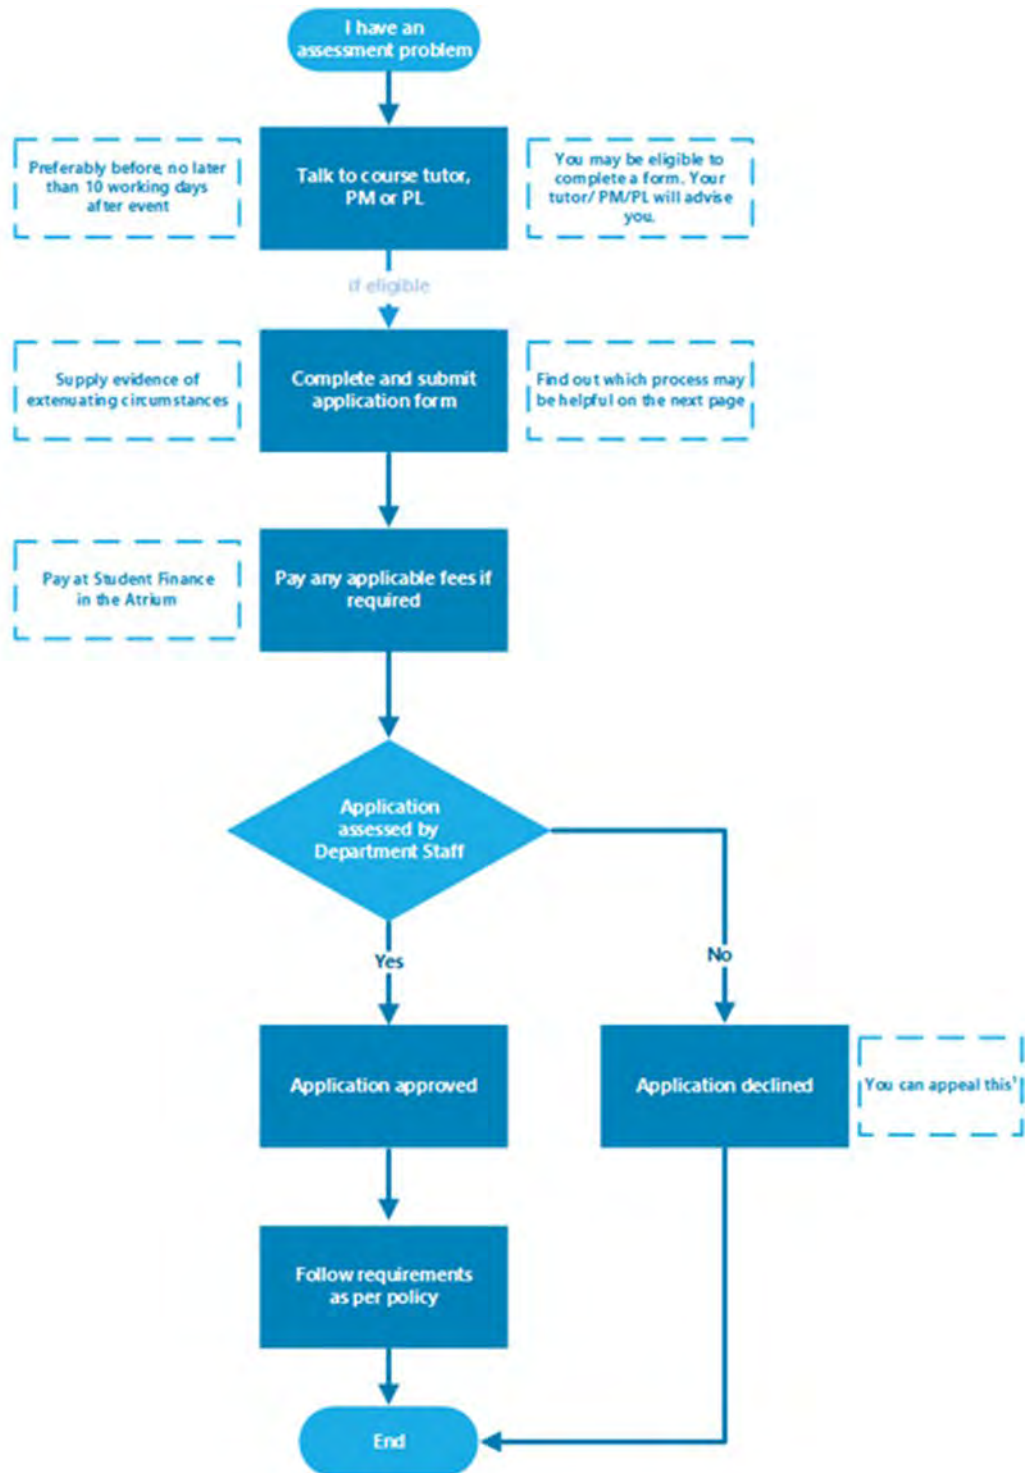 I have an
assessment problem
Preferably before, no later
than 10 working days
after event
Talk to course tutor,
PM or PL
You may be eligible to
complete a form. Your
tutor/ PM/PL will advise
you.
if eligible
Supply evidence of
extenuating circumstances
Complete and submit
application form
Find out which process may
be helpful on the next page
Pay at Student Finance
in the Atrium
Pay any applicable fees if
required
Application
assessed by
Department Staff
Yes
No
Application approved
Application declined
You can appeal this¹
Follow requirements
as per policy
End